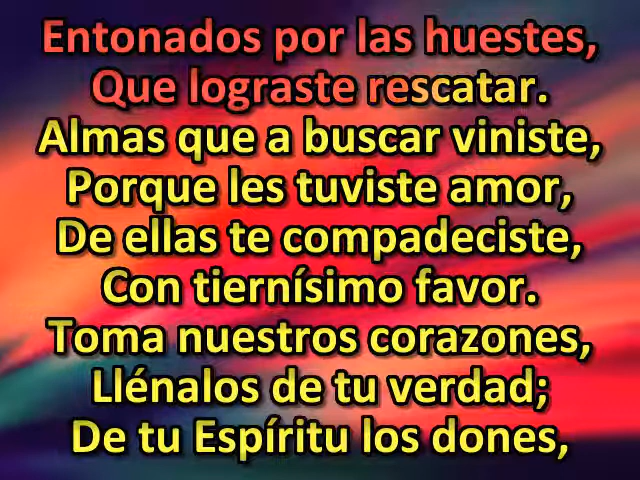 Entonados por las huestes,
Que lograste rescatar.
Almas que a buscar viniste,
Porque les tuviste amor,
De ellas te compadeciste,
Con tiernísimo favor.
Toma nuestros corazones,
Llénalos de tu verdad;
De tu Espíritu los dones,